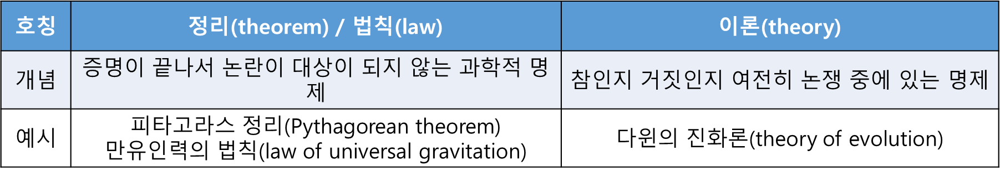 호칭
정리(theorem) / 법칙(law)
이론(theory)
개념
증명이 끝나서 논란이 대상이 되지 않는 과학적 명
제
참인지 거짓인지 여전히 논쟁 중에 있는 명제
예시
피타고라스 정리(Pythagorean theorem)
만유인력의 법칙(law of universal gravitation)
다윈의 진화론(theory of evolution)